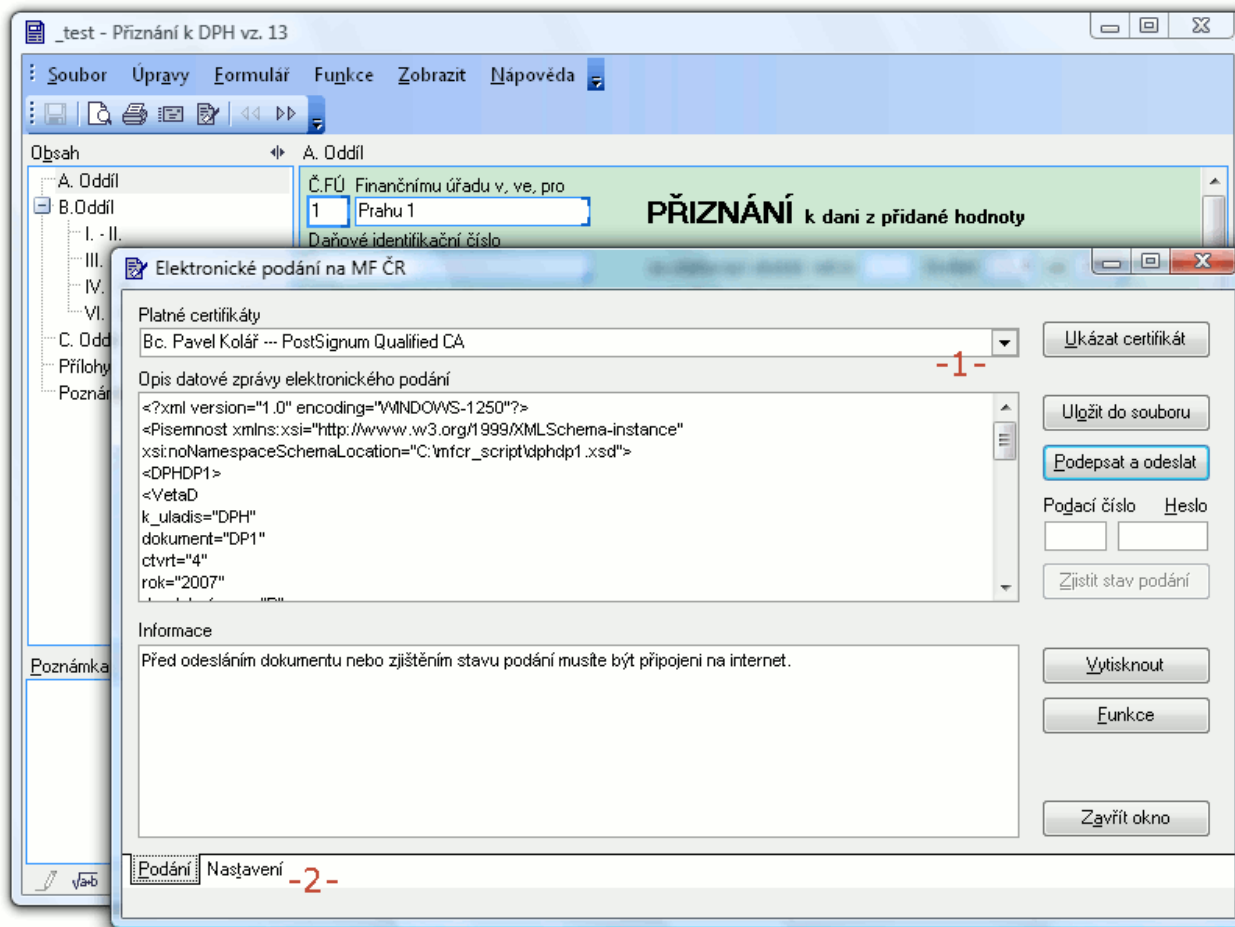 _test - Přiznání k DPH vz. 13
Soubor Úpravy Formulář Funkce Zobrazit Nápověda
Obsah
A. Oddíl
B.Oddíl
I. - II.
III.
IV.
VI.
C. Odd
Přílohy
Poznám
A. Oddíl
Č.FÚ Finančnímu úřadu v, ve, pro
1 Prahu 1
PŘIZNÁNÍ k dani z přidané hodnoty
Daňové identifikační číslo
Poznámka
√a+b
Elektronické podání na MF ČR
Platné certifikáty
Bc. Pavel Kolář --- PostSignum Qualified CA
-1-
Ukázat certifikát
Opis datové zprávy elektronického podání
<?xml version="1.0" encoding="WINDOWS-1250"?>
<Pisemnost xmlns:xsi="http://www.w3.org/1999/XMLSchema-instance"
xsi:noNamespaceSchemaLocation="C:\mfcr_script\dphdp1.xsd">
<DPHDP1>
<VetaD
k_uladis="DPH"
dokument="DP1"
ctvrt="4"
rok="2007"
Uložit do souboru
Podepsat a odeslat
Podací číslo Heslo
Zjistit stav podání
Informace
Před odesláním dokumentu nebo zjištěním stavu podání musíte být připojeni na internet.
Vytisknout
Funkce
Zavřít okno
Podání Nastavení
-2-